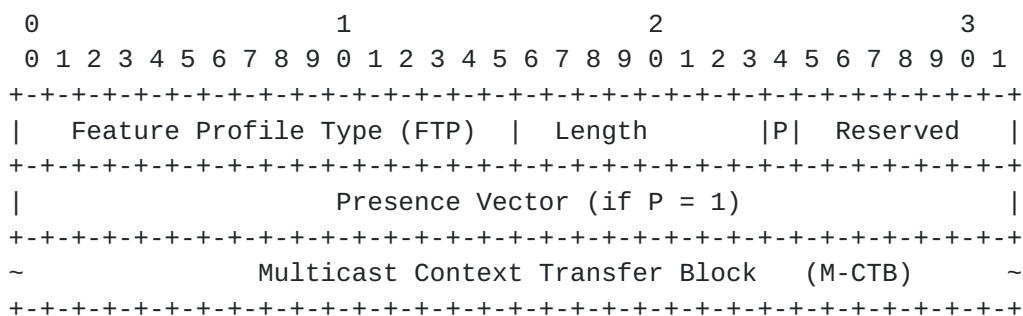 0                   1                   2                   3
 0 1 2 3 4 5 6 7 8 9 0 1 2 3 4 5 6 7 8 9 0 1 2 3 4 5 6 7 8 9 0 1
+-+-+-+-+-+-+-+-+-+-+-+-+-+-+-+-+-+-+-+-+-+-+-+-+-+-+-+-+-+-+-+-+
|   Feature Profile Type (FTP)  |  Length       |P|  Reserved   |
+-+-+-+-+-+-+-+-+-+-+-+-+-+-+-+-+-+-+-+-+-+-+-+-+-+-+-+-+-+-+-+-+
|                    Presence Vector (if P = 1)                 |
+-+-+-+-+-+-+-+-+-+-+-+-+-+-+-+-+-+-+-+-+-+-+-+-+-+-+-+-+-+-+-+-+
~               Multicast Context Transfer Block   (M-CTB)      ~
+-+-+-+-+-+-+-+-+-+-+-+-+-+-+-+-+-+-+-+-+-+-+-+-+-+-+-+-+-+-+-+-+